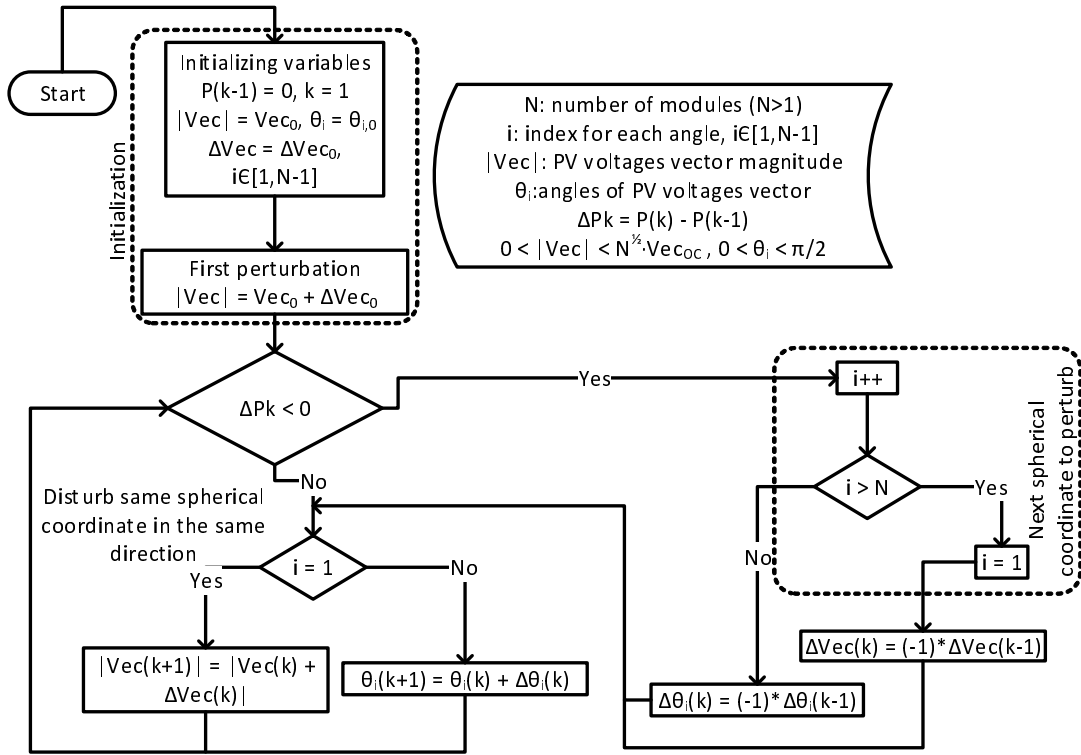 Start
Initialization
Initializing variables
P(k-1) = 0, k = 1
|Vec| = Vec₀, θᵢ = θᵢ,₀
ΔVec = ΔVec₀,
iЄ[1,N-1]
First perturbation
|Vec| = Vec₀ + ΔVec₀
N: number of modules (N>1)
i: index for each angle, iЄ[1,N-1]
|Vec|: PV voltages vector magnitude
θᵢ:angles of PV voltages vector
ΔPk = P(k) - P(k-1)
0 < |Vec| < N^½·Vec_OC , 0 < θᵢ < π/2
ΔPk < 0
Yes
No
i++
i > N
Yes
No
i = 1
Next spherical
coordinate to perturb
Disturb same spherical
coordinate in the same
direction
i = 1
Yes
No
|Vec(k+1)| = |Vec(k) +
ΔVec(k)|
θᵢ(k+1) = θᵢ(k) + Δθᵢ(k)
Δθᵢ(k) = (-1)* Δθᵢ(k-1)
ΔVec(k) = (-1)* ΔVec(k-1)